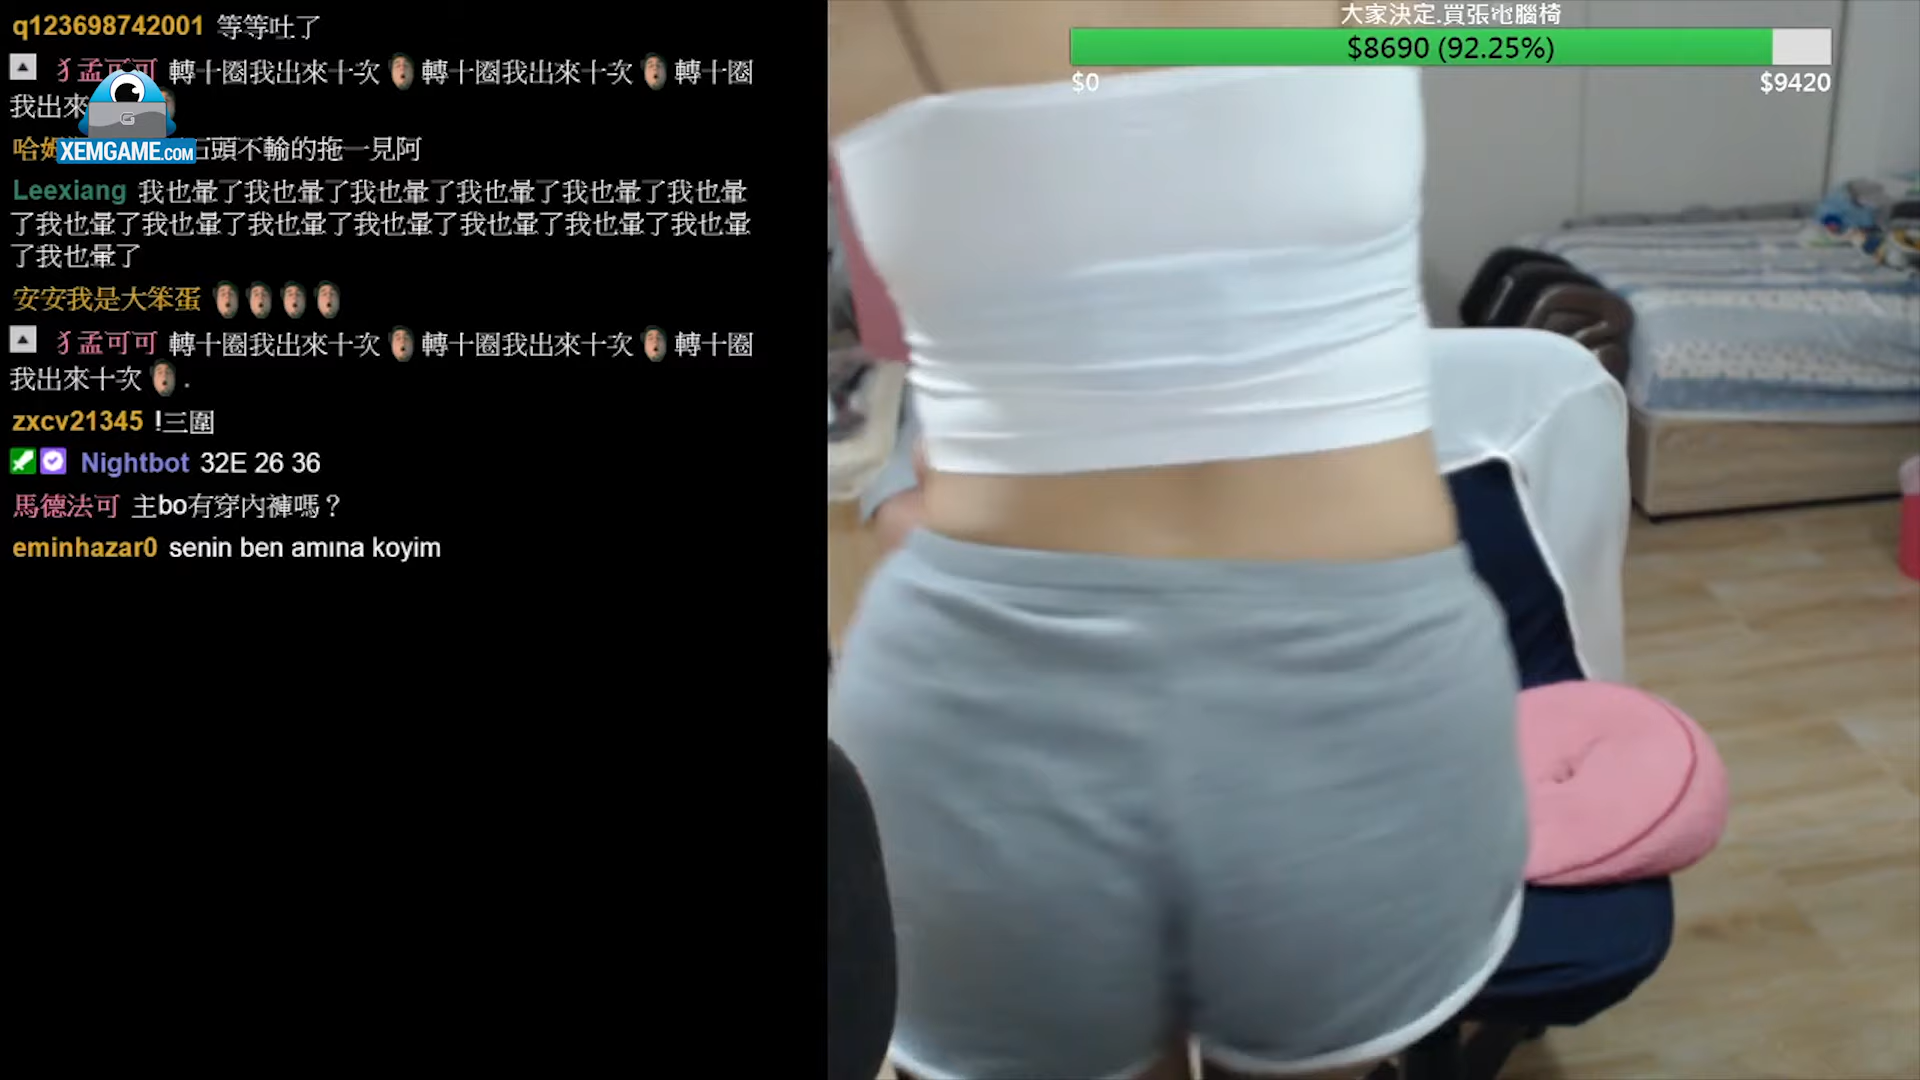 q123698742001 等等吐了
犭孟可可 轉十圈我出來十次 轉十圈我出來十次 轉十圈
我出來
XEMGAME.COM
石頭不輸的拖一見阿
Leexiang 我也暈了我也暈了我也暈了我也暈了我也暈了我也暈
了我也暈了我也暈了我也暈了我也暈了我也暈了我也暈了我也暈
了我也暈了
安安我是大笨蛋
犭孟可可 轉十圈我出來十次 轉十圈我出來十次 轉十圈
我出來十次 .
zxcv21345 !三圍
Nightbot 32E 26 36
馬德法可 主bo有穿內褲嗎？
eminhazar0 senin ben amına koyim
大家決定.買張電腦椅
$8690 (92.25%)
$0 $9420